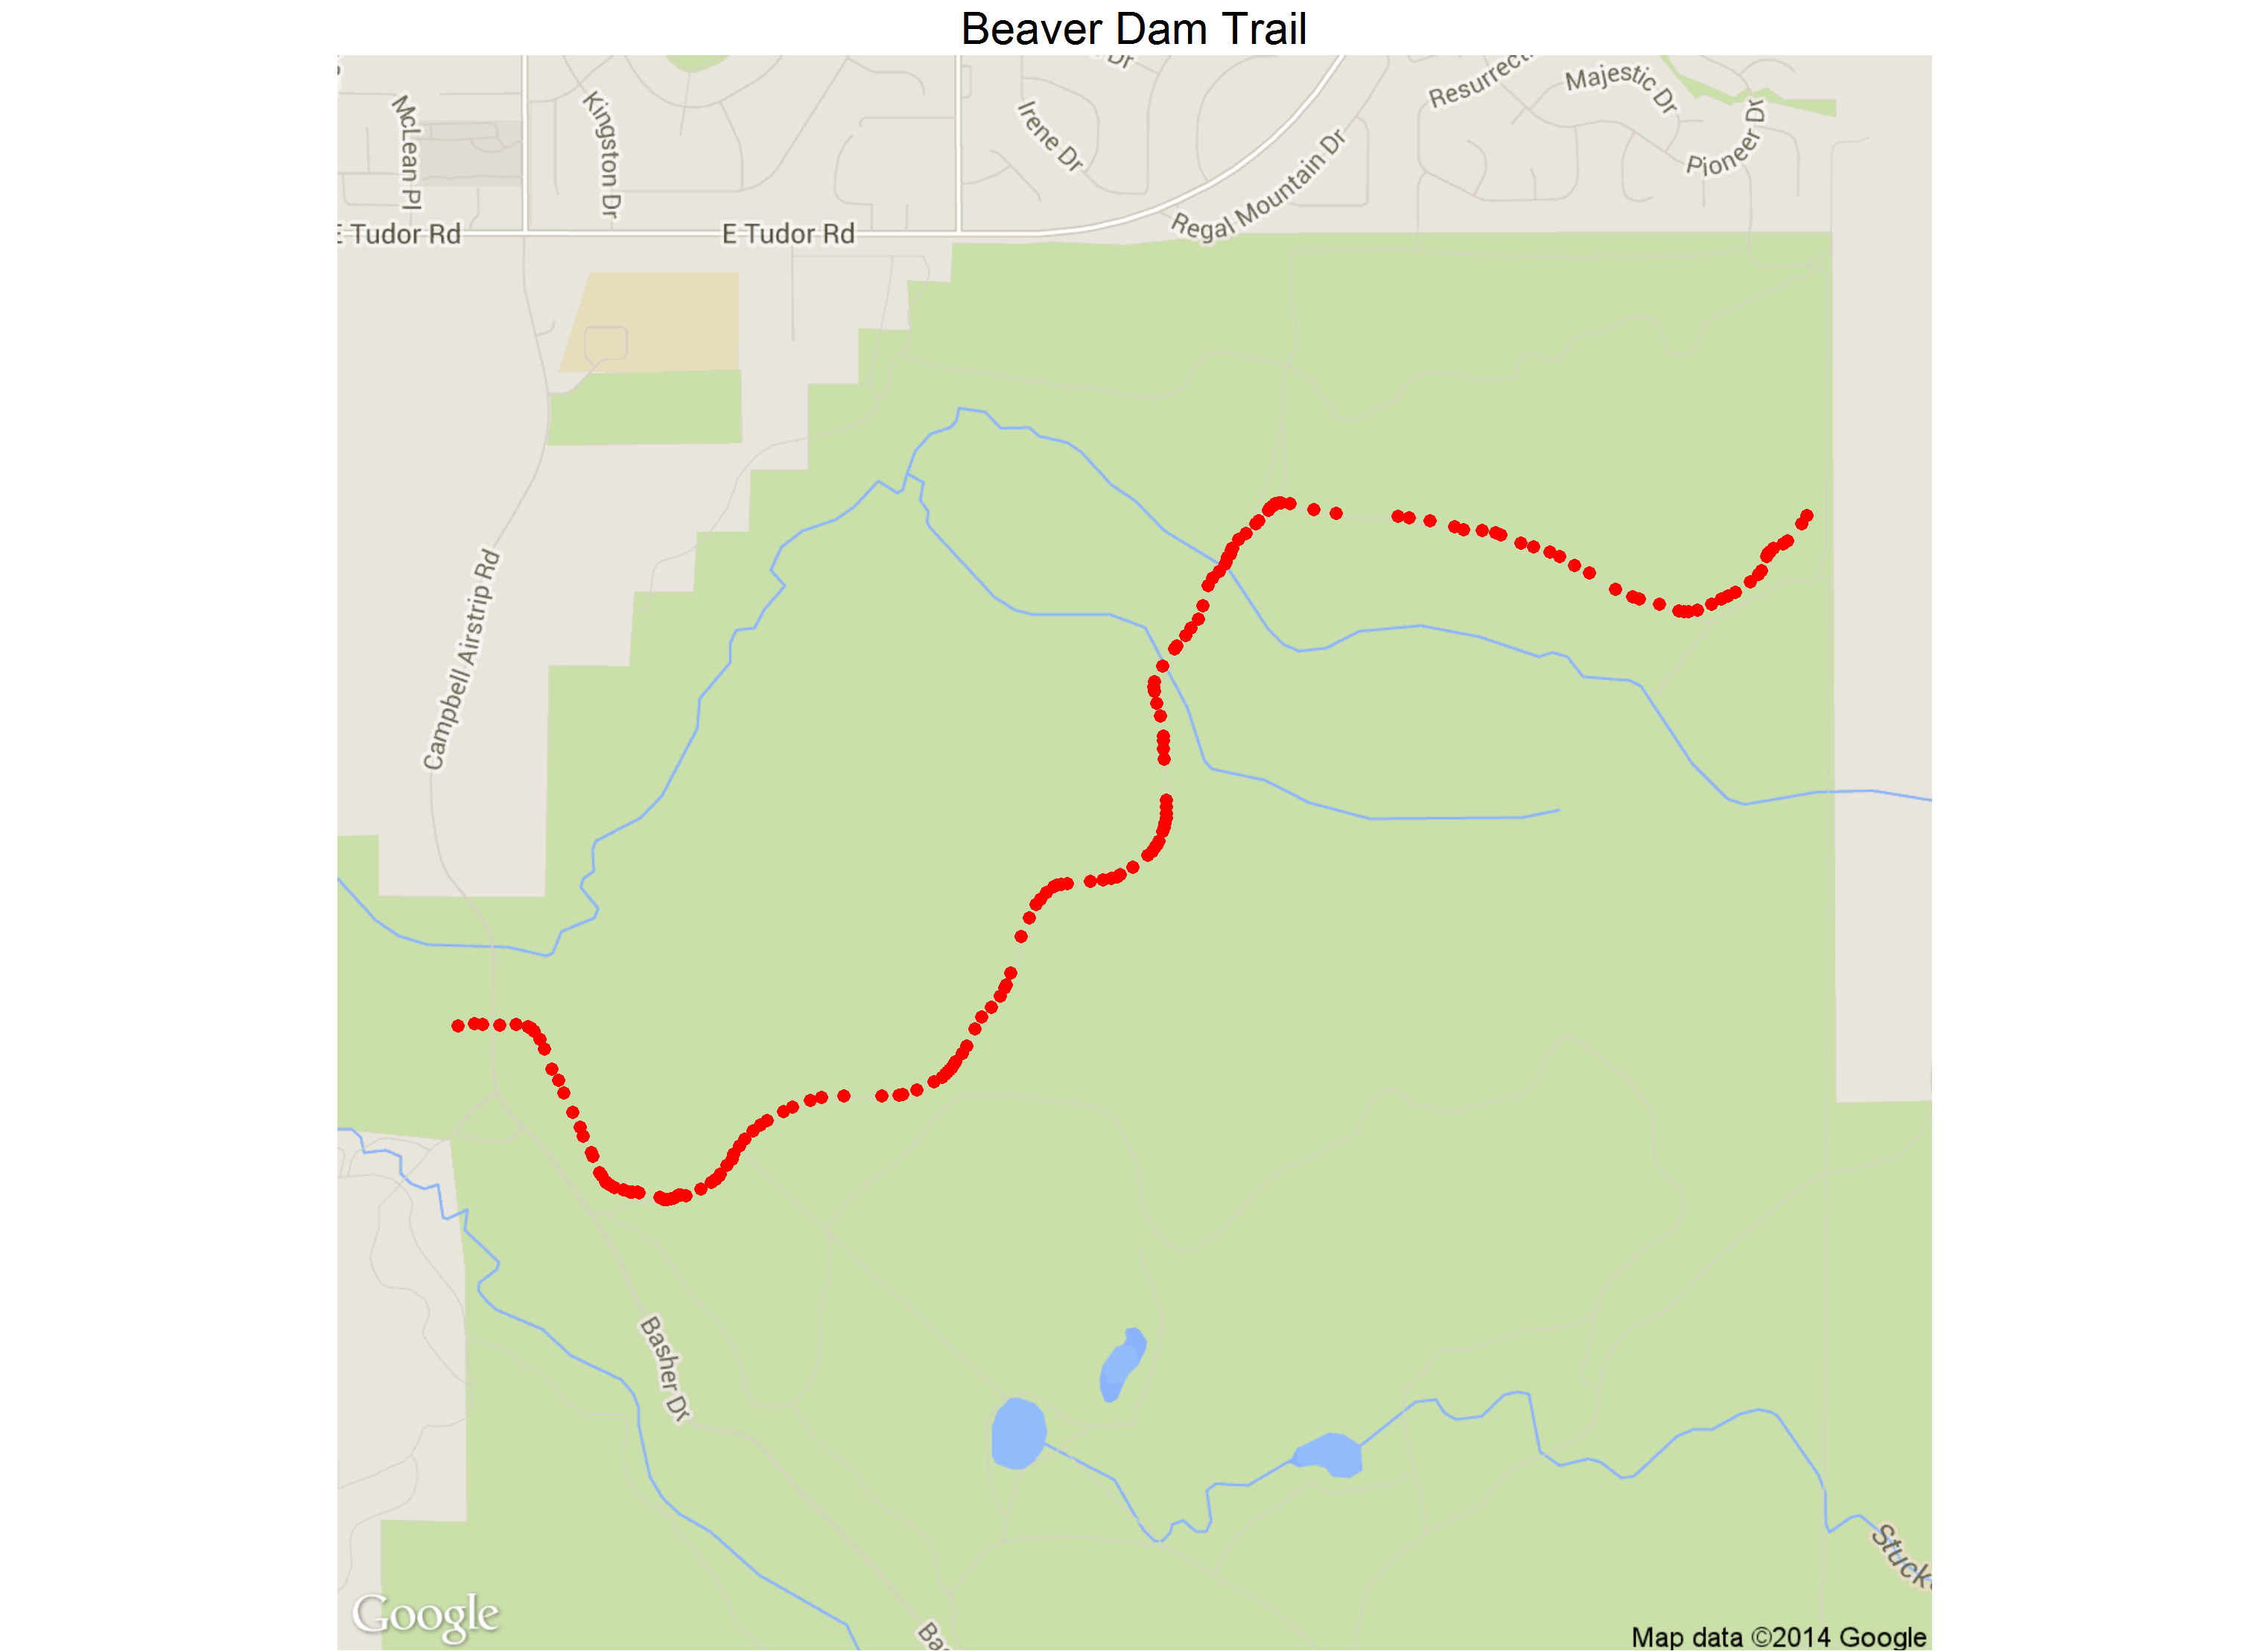 Beaver Dam Trail
Dr
Resurrect
Majestic Dr
McLean Pl
Kingston Dr
Irene Dr
Pioneer Dr
Regal Mountain Dr
E Tudor Rd
E Tudor Rd
Campbell Airstrip Rd
Basher Dr
Stuck
Bas
Google
Map data ©2014 Google